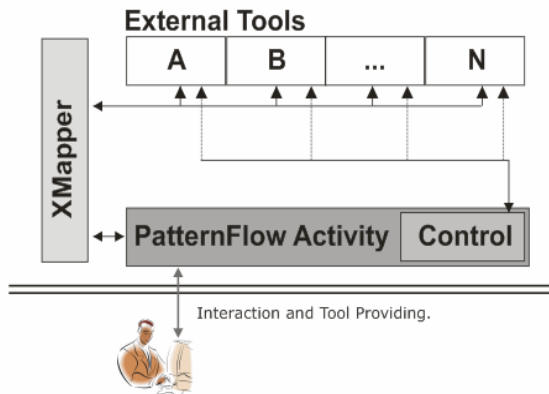 External Tools
A B ... N
XMapper
PatternFlow Activity Control
Interaction and Tool Providing.